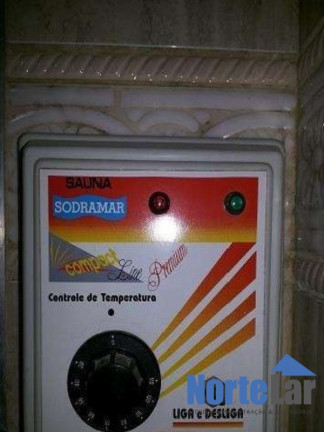 SAUNA
SODRAMAR
compact Line Premium
Controle de Temperatura
LIGA e DESLIGA
NorteLar